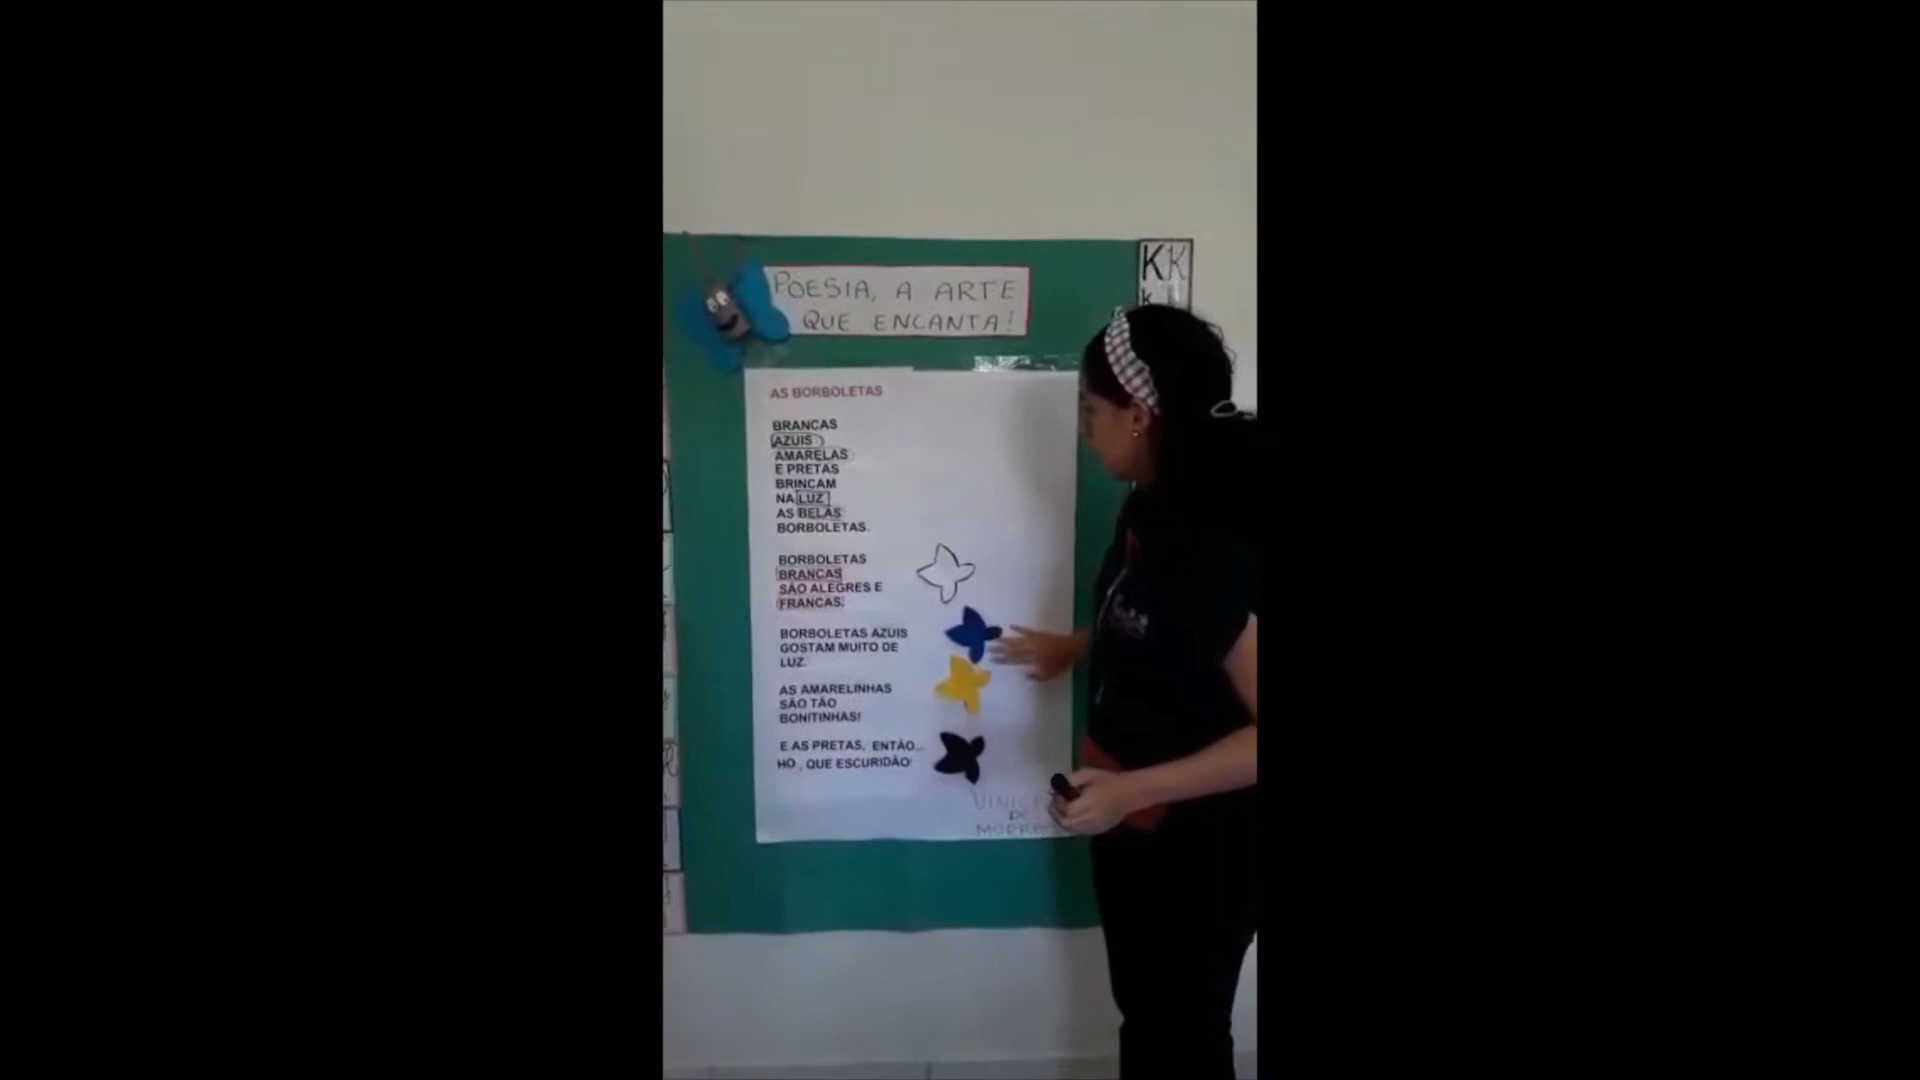 POESIA, A ARTE
QUE ENCANTA!
KK
k
AS BORBOLETAS
BRANCAS
AZUIS
AMARELAS
E PRETAS
BRINCAM
NA LUZ
AS BELAS
BORBOLETAS.
BORBOLETAS
BRANCAS
SÃO ALEGRES E
FRANCAS.
BORBOLETAS AZUIS
GOSTAM MUITO DE
LUZ.
AS AMARELINHAS
SÃO TÃO
BONITINHAS!
E AS PRETAS, ENTÃO...
HO, QUE ESCURIDÃO!
DE